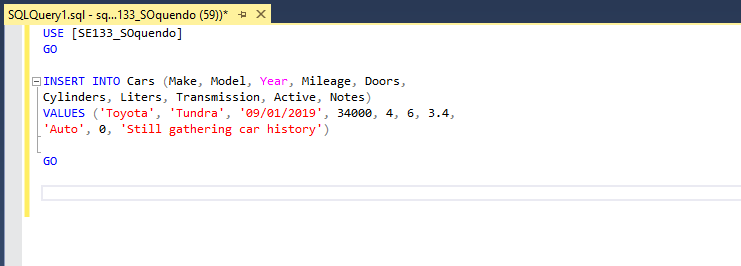 SQLQuery1.sql - sq...133_SOquendo (59))*
USE [SE133_SOquendo]
GO
INSERT INTO Cars (Make, Model, Year, Mileage, Doors,
Cylinders, Liters, Transmission, Active, Notes)
VALUES ('Toyota', 'Tundra', '09/01/2019', 34000, 4, 6, 3.4,
'Auto', 0, 'Still gathering car history')
GO